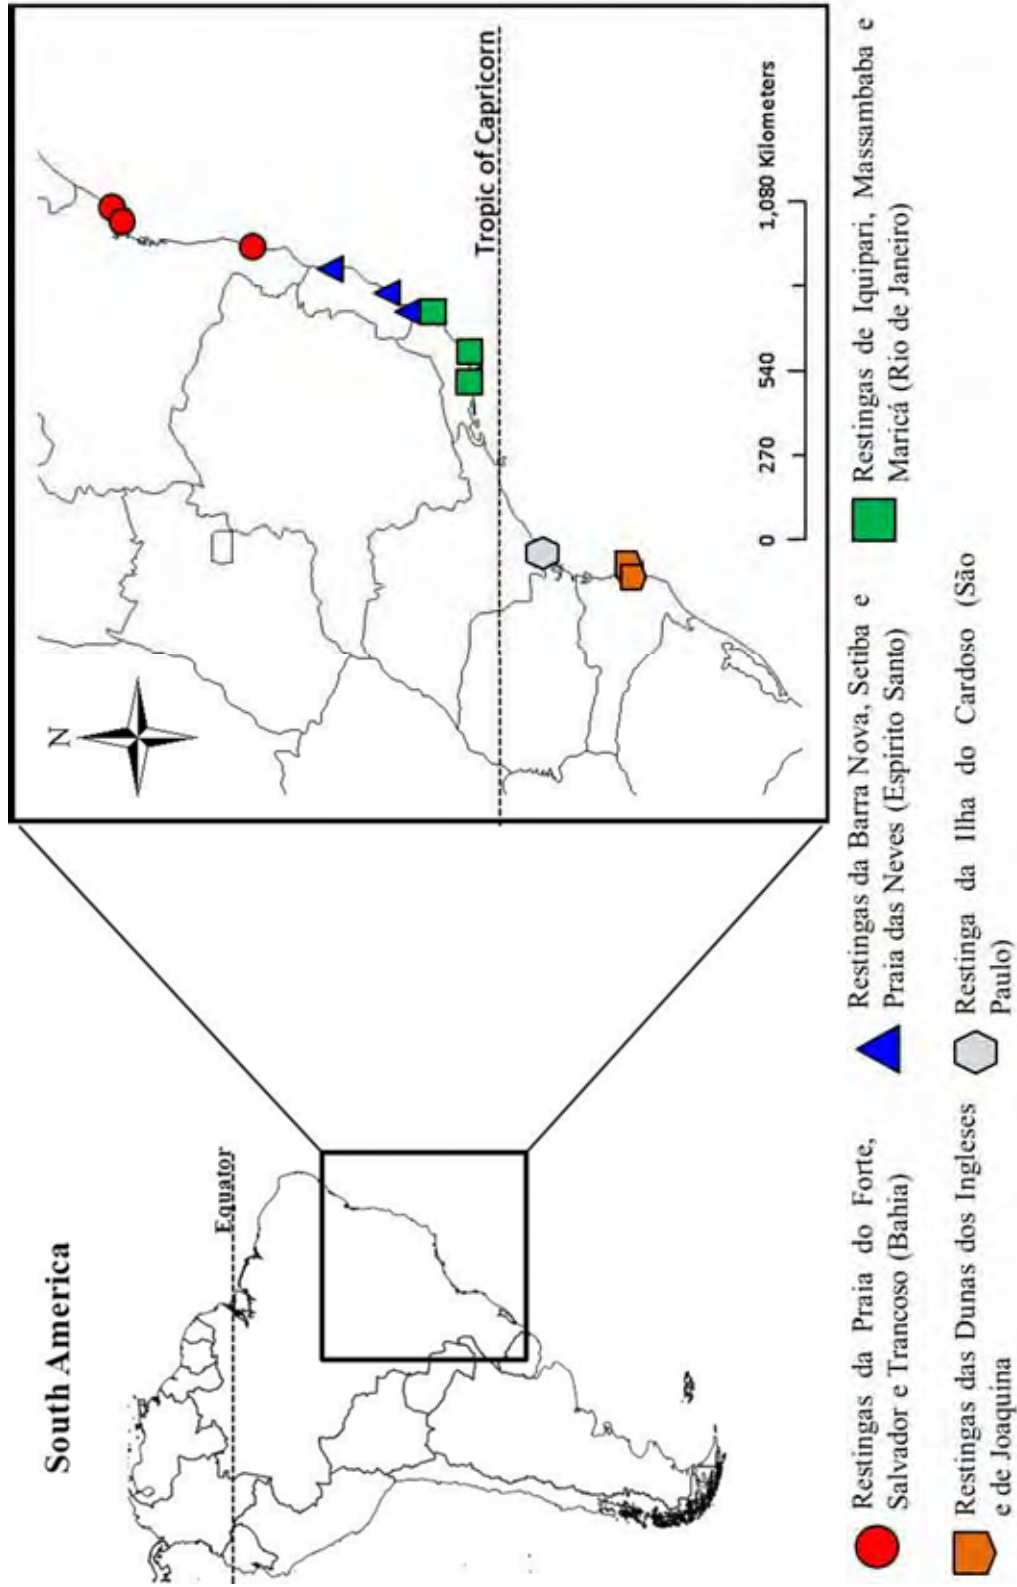 South America
Equator
N
Tropic of Capricorn
0 270 540 1,080 Kilometers
Restingas da Praia do Forte,
Salvador e Trancoso (Bahia)
Restingas da Barra Nova, Setiba e
Praia das Neves (Espirito Santo)
Restingas de Iquipari, Massambaba e
Maricá (Rio de Janeiro)
Restingas das Dunas dos Ingleses
e de Joaquina
Restinga da Ilha do Cardoso (São
Paulo)